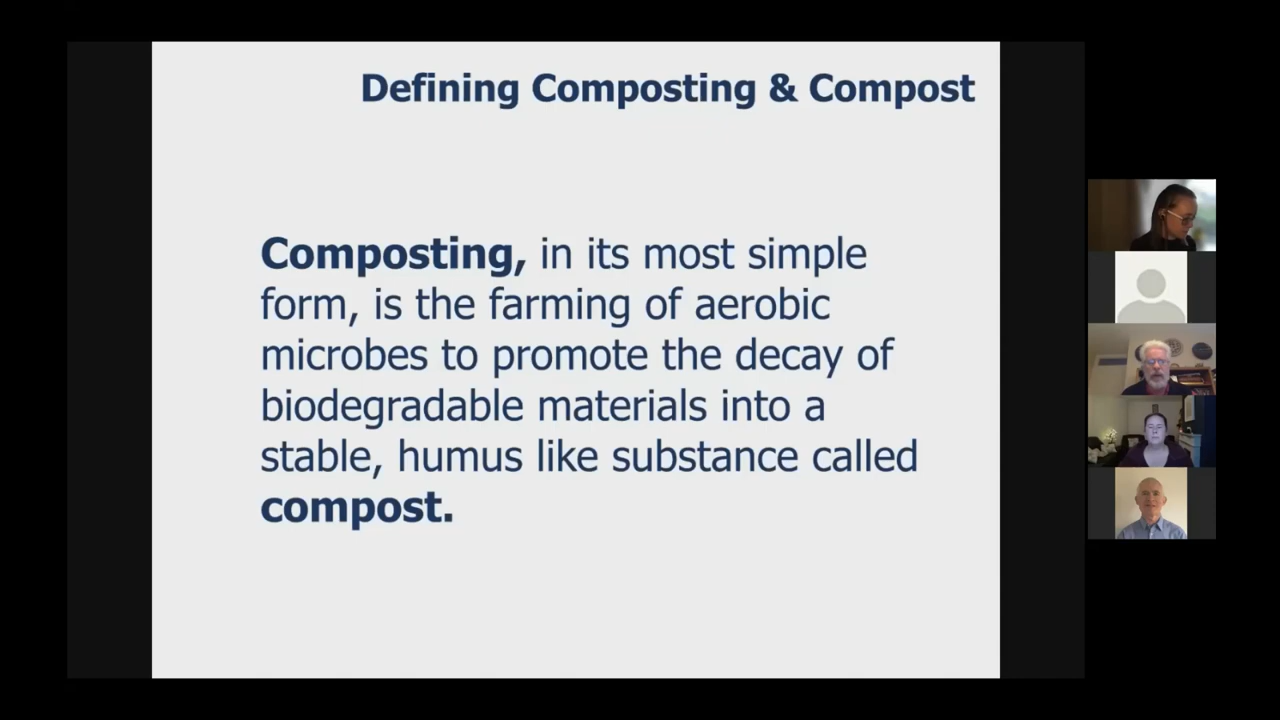 Defining Composting & Compost
Composting, in its most simple
form, is the farming of aerobic
microbes to promote the decay of
biodegradable materials into a
stable, humus like substance called
compost.